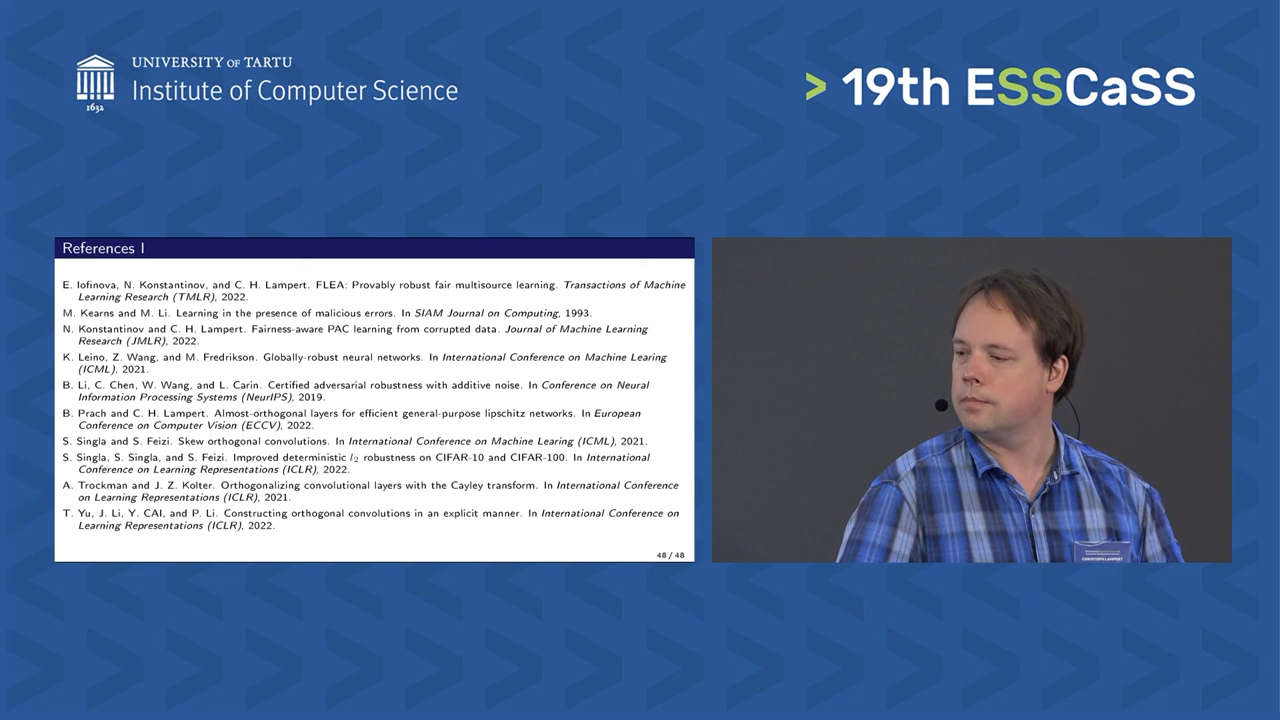 UNIVERSITY OF TARTU
Institute of Computer Science
1632
> 19th ESSCaSS
References I
E. Iofinova, N. Konstantinov, and C. H. Lampert. FLEA: Provably robust fair multisource learning. Transactions of Machine
Learning Research (TMLR), 2022.
M. Kearns and M. Li. Learning in the presence of malicious errors. In SIAM Journal on Computing, 1993.
N. Konstantinov and C. H. Lampert. Fairness-aware PAC learning from corrupted data. Journal of Machine Learning
Research (JMLR), 2022.
K. Leino, Z. Wang, and M. Fredrikson. Globally-robust neural networks. In International Conference on Machine Learing
(ICML), 2021.
B. Li, C. Chen, W. Wang, and L. Carin. Certified adversarial robustness with additive noise. In Conference on Neural
Information Processing Systems (NeurIPS), 2019.
B. Prach and C. H. Lampert. Almost-orthogonal layers for efficient general-purpose lipschitz networks. In European
Conference on Computer Vision (ECCV), 2022.
S. Singla and S. Feizi. Skew orthogonal convolutions. In International Conference on Machine Learing (ICML), 2021.
S. Singla, S. Singla, and S. Feizi. Improved deterministic l₂ robustness on CIFAR-10 and CIFAR-100. In International
Conference on Learning Representations (ICLR), 2022.
A. Trockman and J. Z. Kolter. Orthogonalizing convolutional layers with the Cayley transform. In International Conference
on Learning Representations (ICLR), 2021.
T. Yu, J. Li, Y. CAI, and P. Li. Constructing orthogonal convolutions in an explicit manner. In International Conference on
Learning Representations (ICLR), 2022.
48 / 48
CHRISTOPH LAMPERT